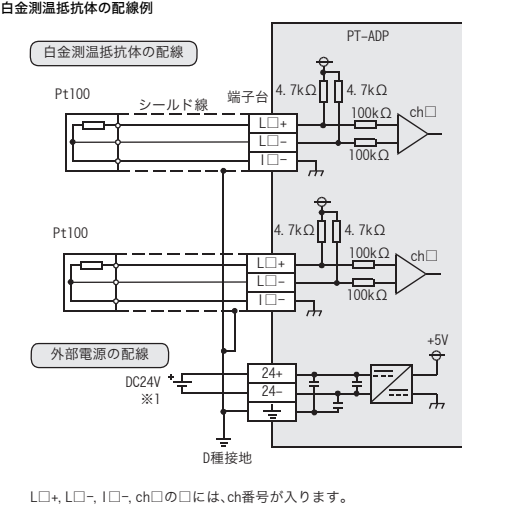 白金測温抵抗体の配線例
PT-ADP
白金測温抵抗体の配線
Pt100
シールド線
端子台
4.7kΩ
4.7kΩ
100kΩ
ch□
L□+
L□-
I□-
100kΩ
Pt100
4.7kΩ
4.7kΩ
100kΩ
ch□
L□+
L□-
I□-
100kΩ
外部電源の配線
+5V
DC24V
※1
+
24+
24-
D種接地
L□+, L□-, I□-, ch□の□には、ch番号が入ります。